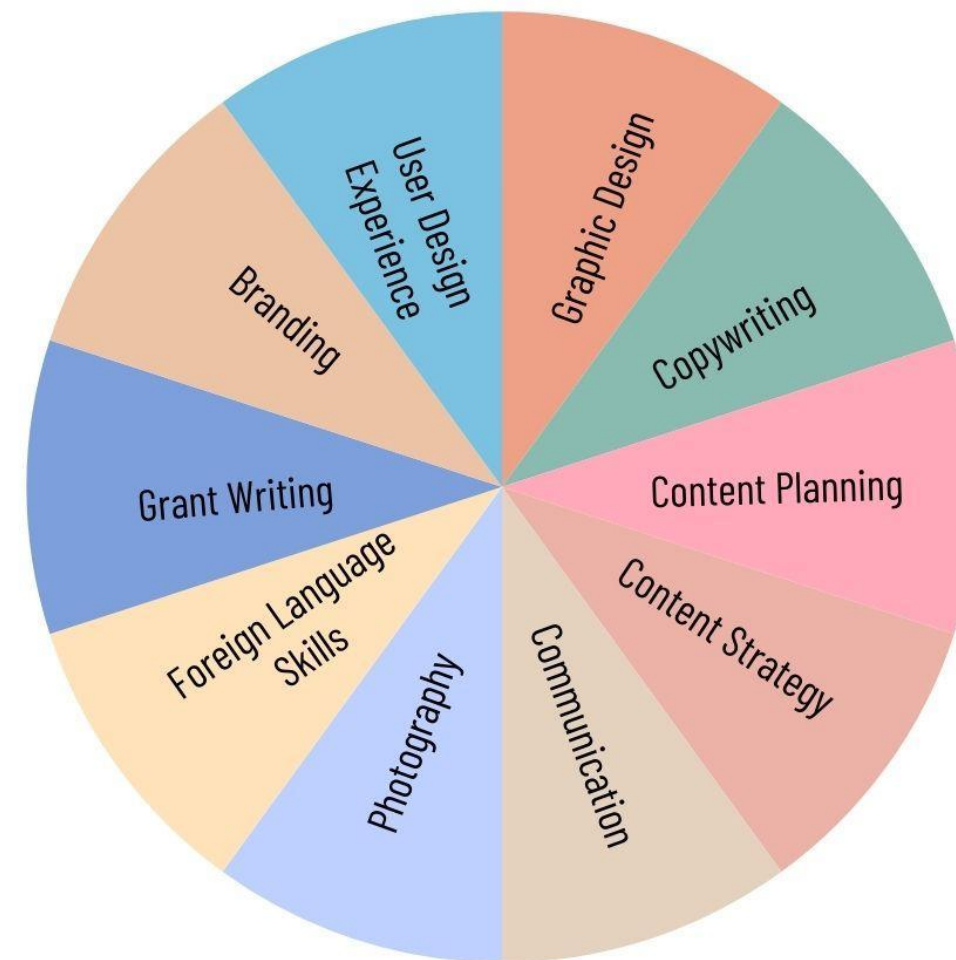 Graphic Design
Copywriting
Content Planning
Content Strategy
Communication
Photography
Foreign Language
Skills
Grant Writing
Branding
User Design
Experience